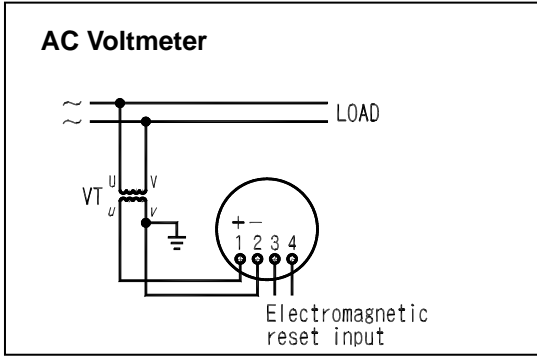 AC Voltmeter
~
~
LOAD
U V
VT
u v
+ −
1 2 3 4
Electromagnetic
reset input